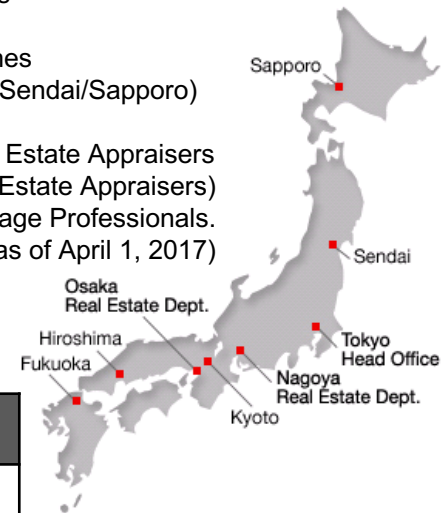 nes
Sendai/Sapporo)
Estate Appraisers
Estate Appraisers)
age Professionals.
as of April 1, 2017)
Sapporo
Sendai
Osaka
Real Estate Dept.
Hiroshima
Fukuoka
Tokyo
Head Office
Nagoya
Real Estate Dept.
Kyoto